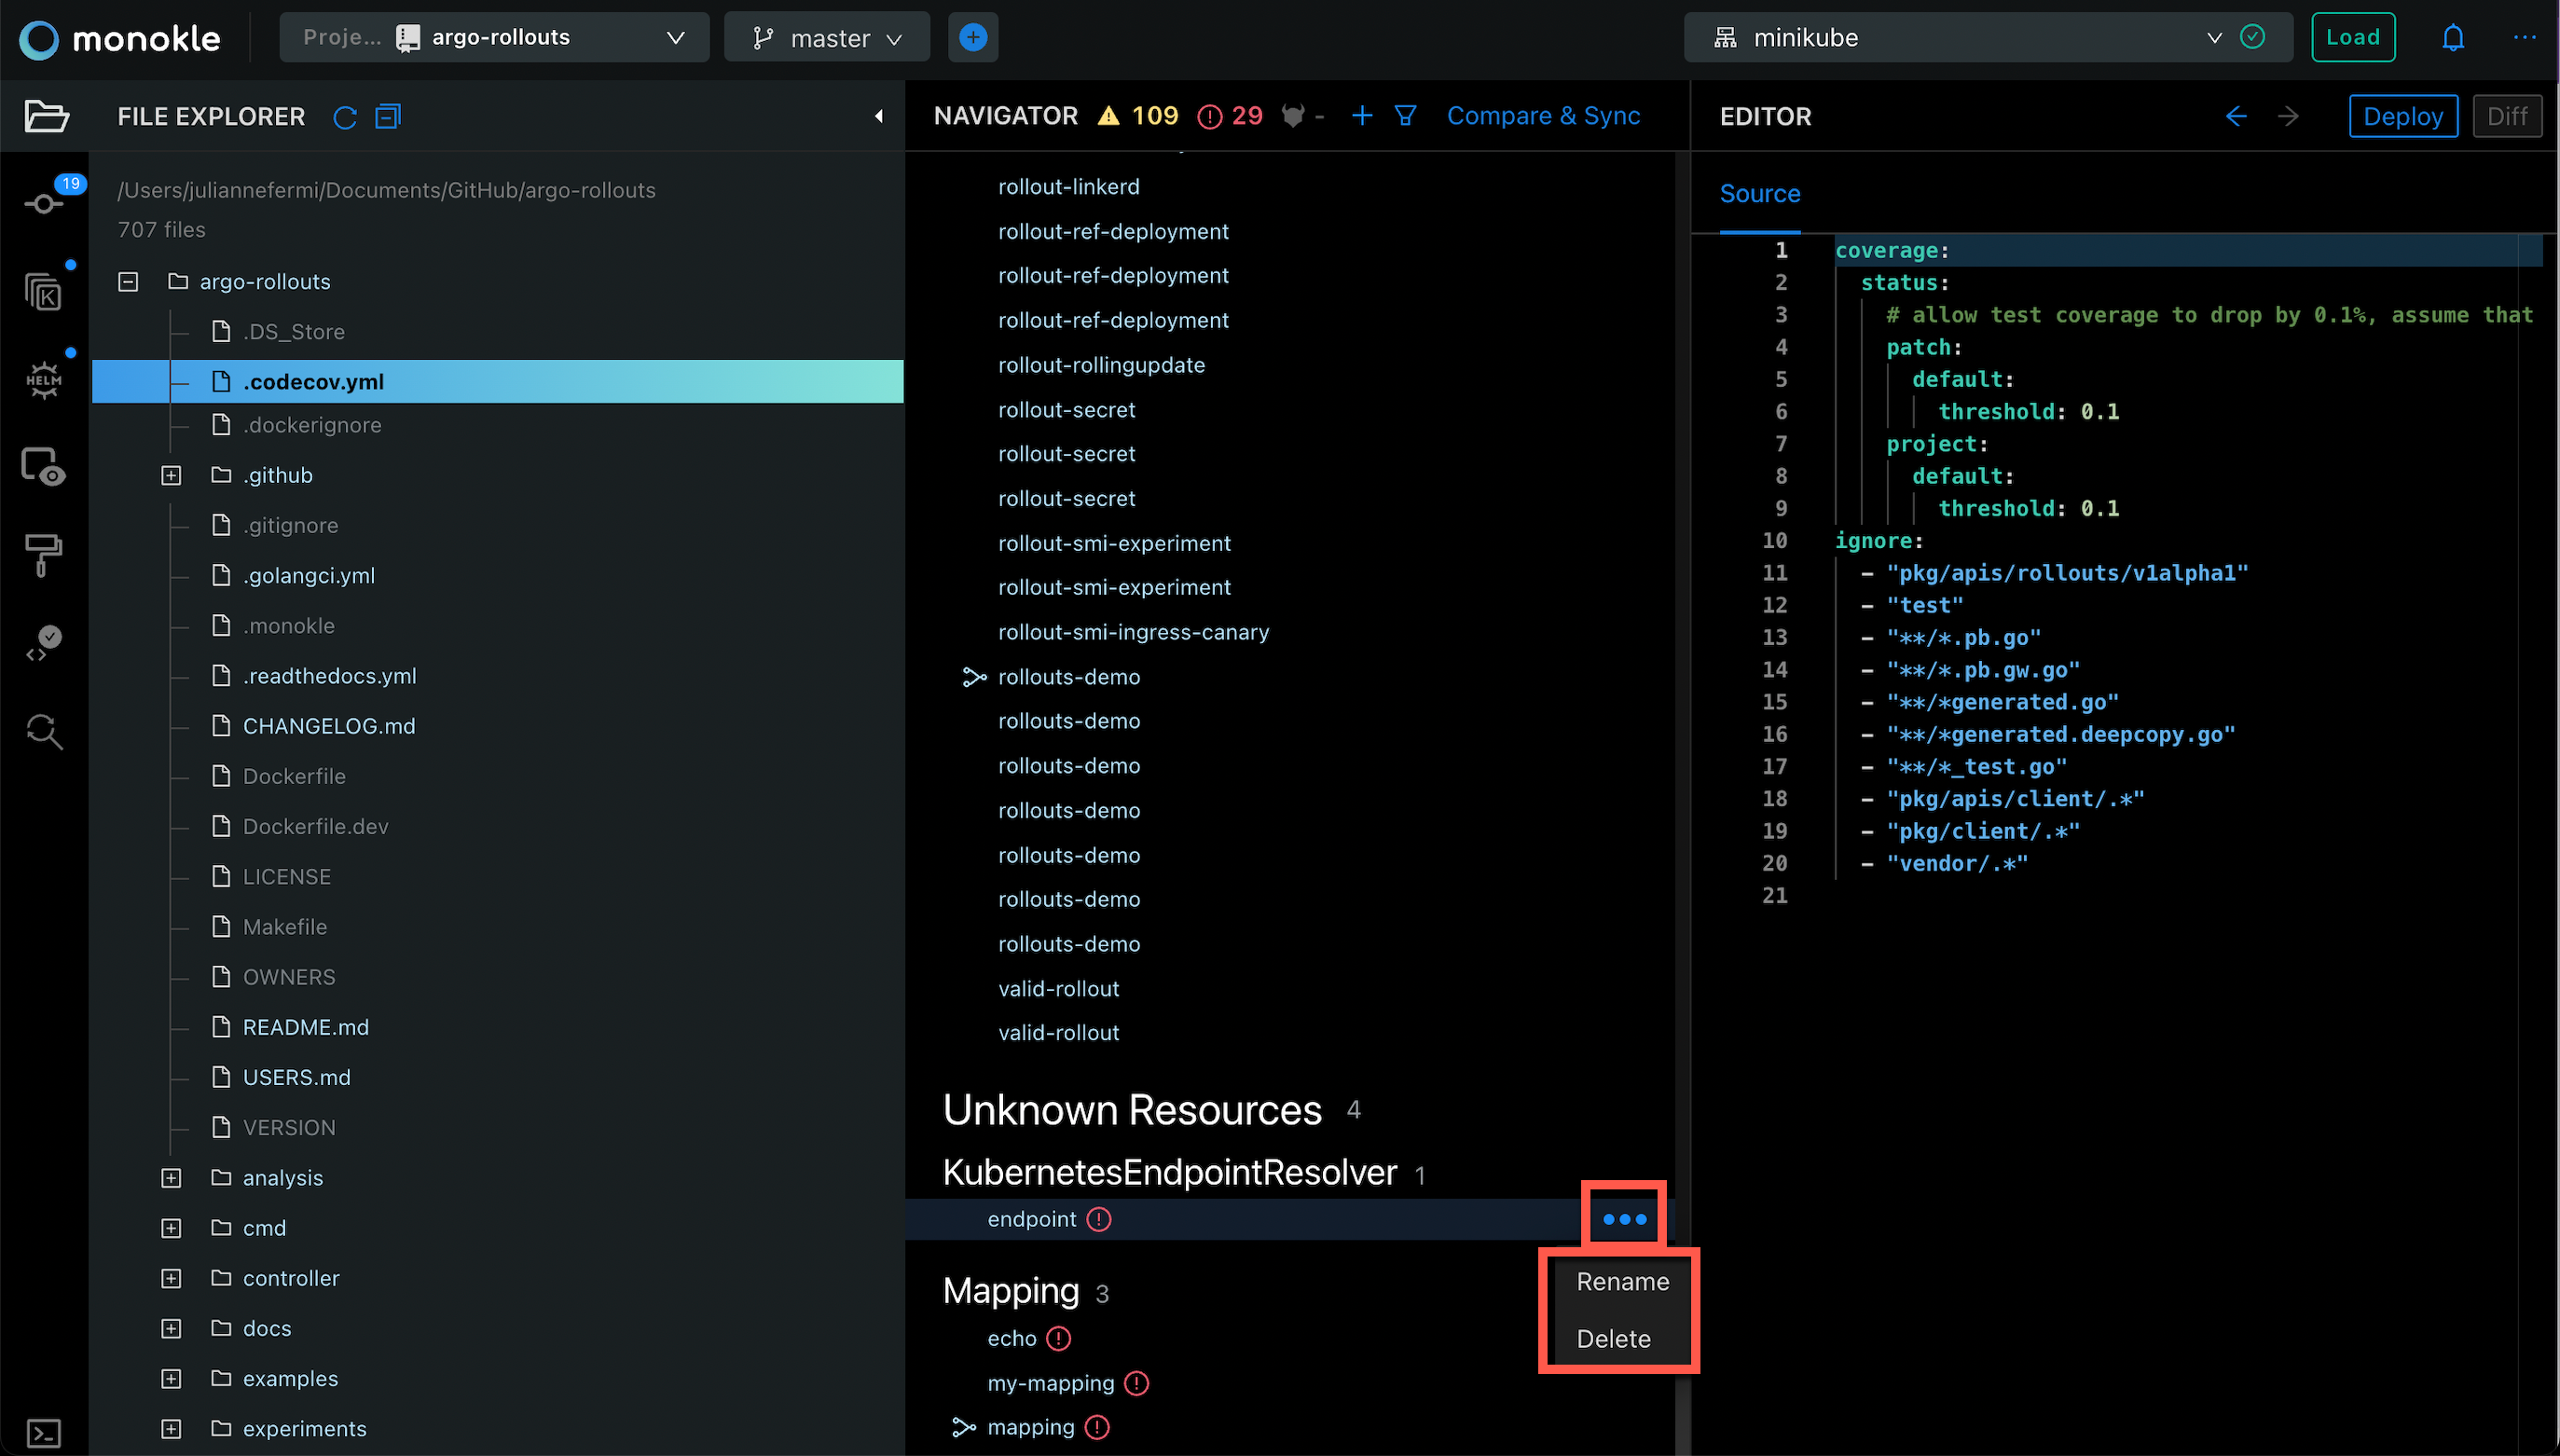 monokle
Proje... argo-rollouts
master
minikube
Load
FILE EXPLORER
NAVIGATOR 109 29 - Compare & Sync
EDITOR
Deploy
Diff
19
HELM
/Users/juliannefermi/Documents/GitHub/argo-rollouts
707 files
argo-rollouts
.DS_Store
.codecov.yml
.dockerignore
.github
.gitignore
.golangci.yml
.monokle
.readthedocs.yml
CHANGELOG.md
Dockerfile
Dockerfile.dev
LICENSE
Makefile
OWNERS
README.md
USERS.md
VERSION
analysis
cmd
controller
docs
examples
experiments
rollout-linkerd
rollout-ref-deployment
rollout-ref-deployment
rollout-ref-deployment
rollout-rollingupdate
rollout-secret
rollout-secret
rollout-secret
rollout-smi-experiment
rollout-smi-experiment
rollout-smi-ingress-canary
rollouts-demo
rollouts-demo
rollouts-demo
rollouts-demo
rollouts-demo
rollouts-demo
rollouts-demo
valid-rollout
valid-rollout
Unknown Resources 4
KubernetesEndpointResolver 1
endpoint
Rename
Delete
Mapping 3
echo
my-mapping
mapping
Source
1 coverage:
2 status:
3 # allow test coverage to drop by 0.1%, assume that
4 patch:
5 default:
6 threshold: 0.1
7 project:
8 default:
9 threshold: 0.1
10 ignore:
11 - "pkg/apis/rollouts/v1alpha1"
12 - "test"
13 - "**/*.pb.go"
14 - "**/*.pb.gw.go"
15 - "**/*generated.go"
16 - "**/*generated.deepcopy.go"
17 - "**/*_test.go"
18 - "pkg/apis/client/.*"
19 - "pkg/client/.*"
20 - "vendor/.*"
21